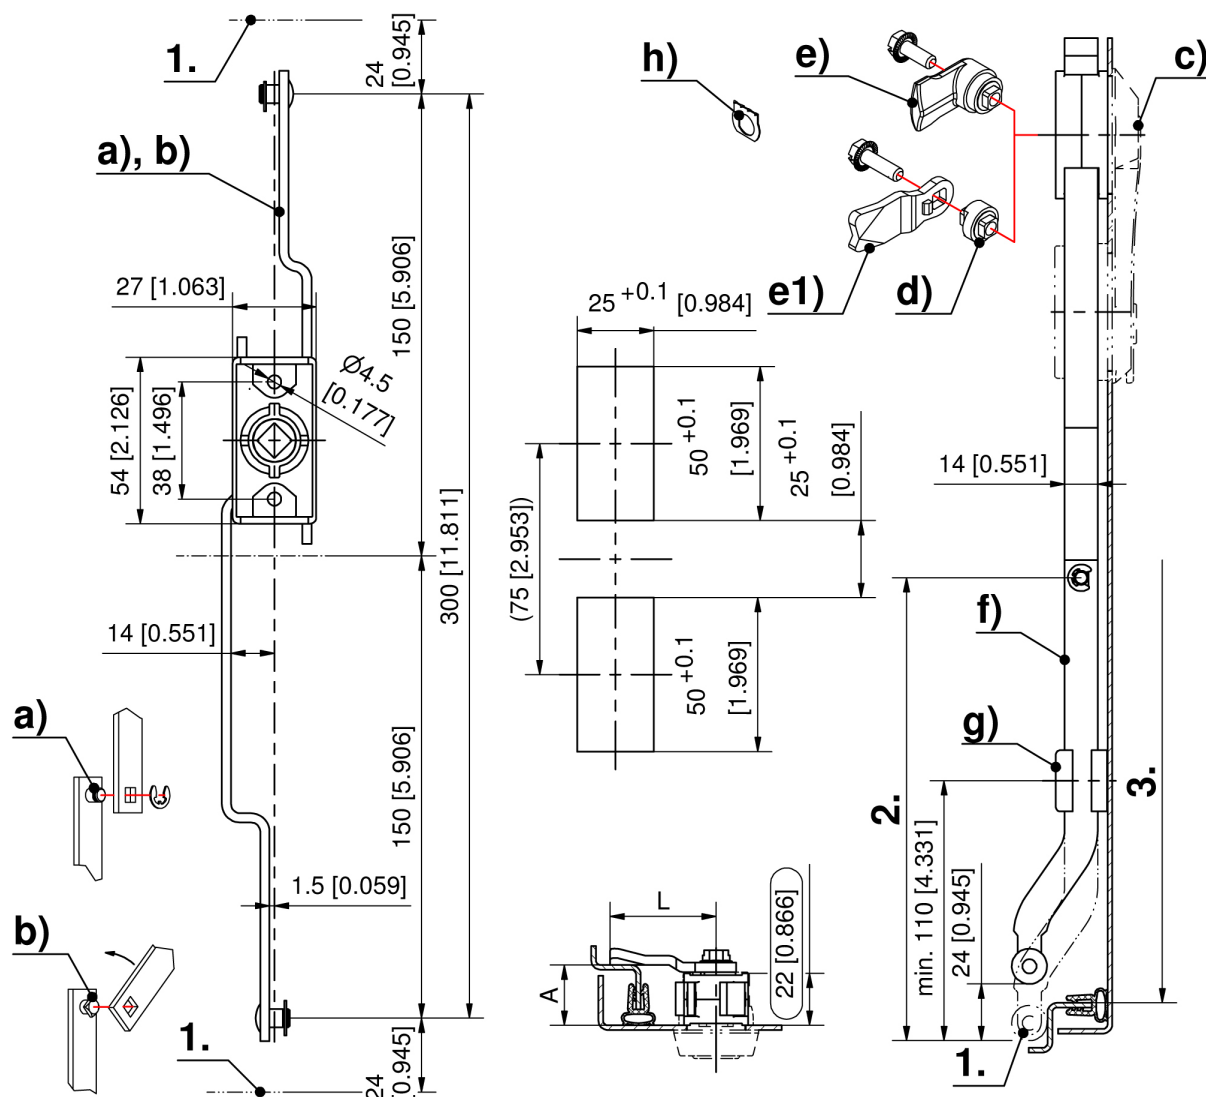 1.
24
[0.945]
a), b)
27 [1.063]
150 [5.906]
Ø4.5
[0.177]
54 [2.126]
38 [1.496]
300 [11.811]
14 [0.551]
150 [5.906]
a)
1.5 [0.059]
b)
1.
24
[0.945]
h)
e)
c)
e1)
d)
25 +0.1 [0.984]
50 +0.1
[1.969]
25 +0.1
[0.984]
(75 [2.953])
50 +0.1
[1.969]
14 [0.551]
f)
g)
2.
3.
min. 110 [4.331]
24 [0.945]
1.
L
A
22 [0.866]